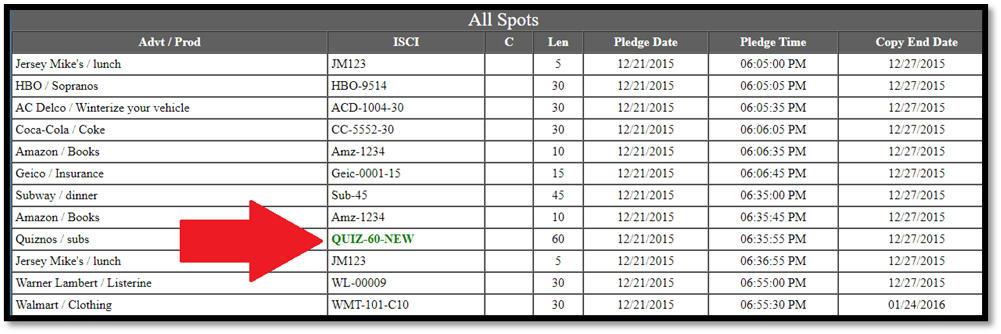 All Spots
Advt / Prod ISCI C Len Pledge Date Pledge Time Copy End Date
Jersey Mike's / lunch JM123 5 12/21/2015 06:05:00 PM 12/27/2015
HBO / Sopranos HBO-9514 30 12/21/2015 06:05:05 PM 12/27/2015
AC Delco / Winterize your vehicle ACD-1004-30 30 12/21/2015 06:05:35 PM 12/27/2015
Coca-Cola / Coke CC-5552-30 30 12/21/2015 06:06:05 PM 12/27/2015
Amazon / Books Amz-1234 10 12/21/2015 06:06:35 PM 12/27/2015
Geico / Insurance Geic-0001-15 15 12/21/2015 06:06:45 PM 12/27/2015
Subway / dinner Sub-45 45 12/21/2015 06:35:00 PM 12/27/2015
Amazon / Books Amz-1234 10 12/21/2015 06:35:45 PM 12/27/2015
Quiznos / subs QUIZ-60-NEW 60 12/21/2015 06:35:55 PM 12/27/2015
Jersey Mike's / lunch JM123 5 12/21/2015 06:36:55 PM 12/27/2015
Warner Lambert / Listerine WL-00009 30 12/21/2015 06:55:00 PM 12/27/2015
Walmart / Clothing WMT-101-C10 30 12/21/2015 06:55:30 PM 01/24/2016